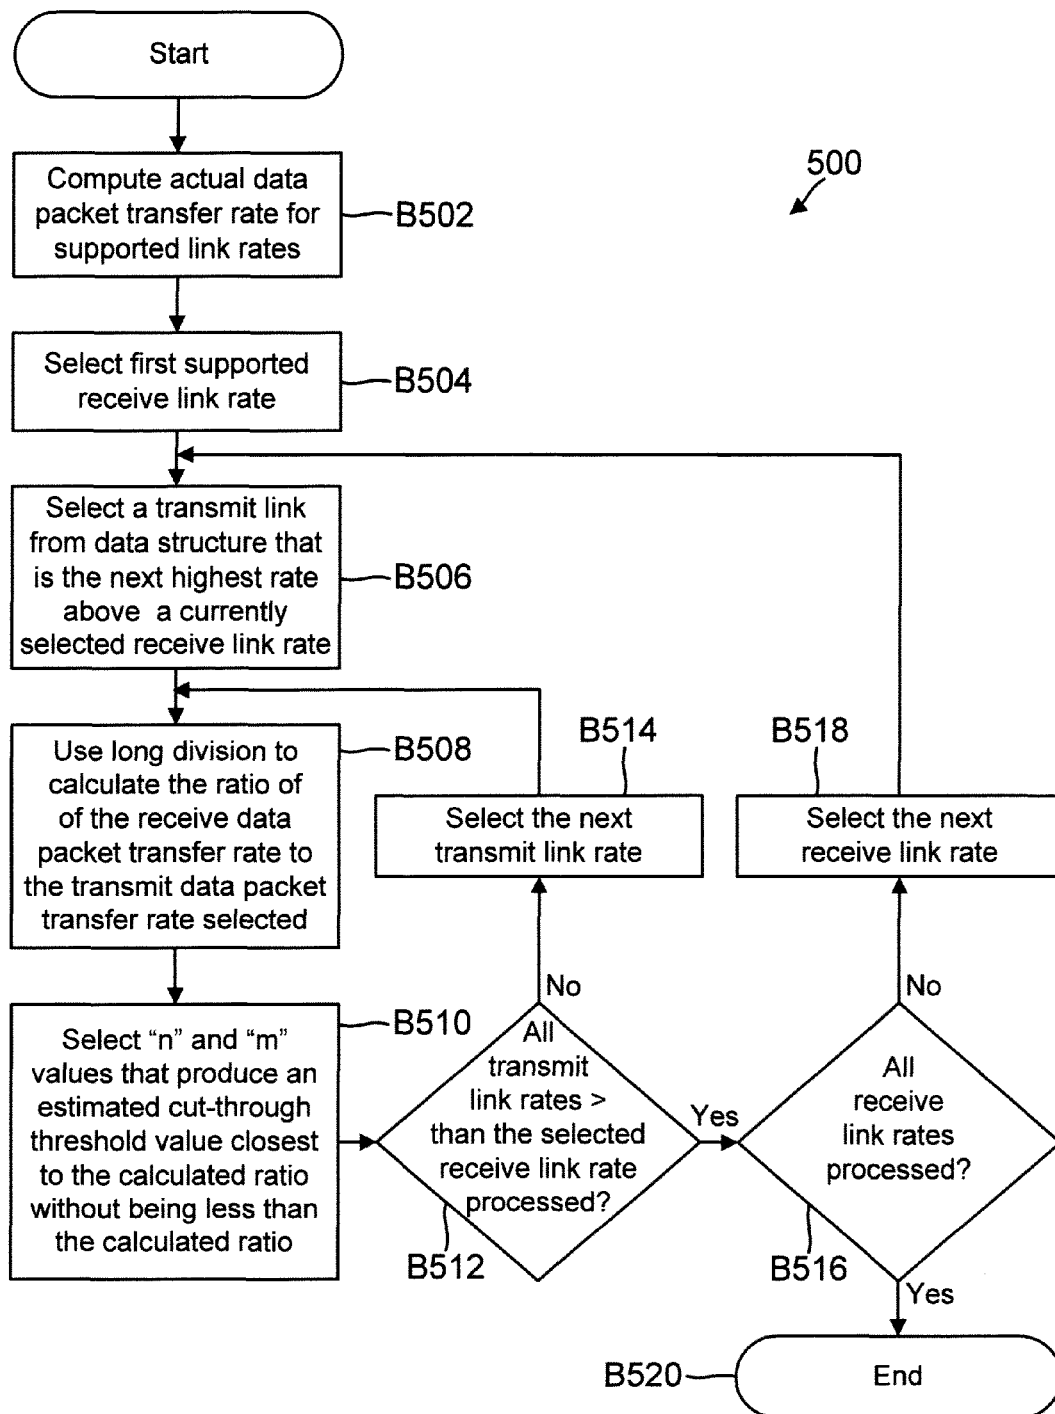 Start
500
Compute actual data
packet transfer rate for
supported link rates
B502
Select first supported
receive link rate
B504
Select a transmit link
from data structure that
is the next highest rate
above a currently
selected receive link rate
B506
Use long division to
calculate the ratio of
of the receive data
packet transfer rate to
the transmit data packet
transfer rate selected
B508
B514
Select the next
transmit link rate
B518
Select the next
receive link rate
Select “n” and “m”
values that produce an
estimated cut-through
threshold value closest
to the calculated ratio
without being less than
the calculated ratio
B510
No
All
transmit
link rates >
than the selected
receive link rate
processed?
B512
Yes
No
All
receive
link rates
processed?
B516
Yes
B520
End